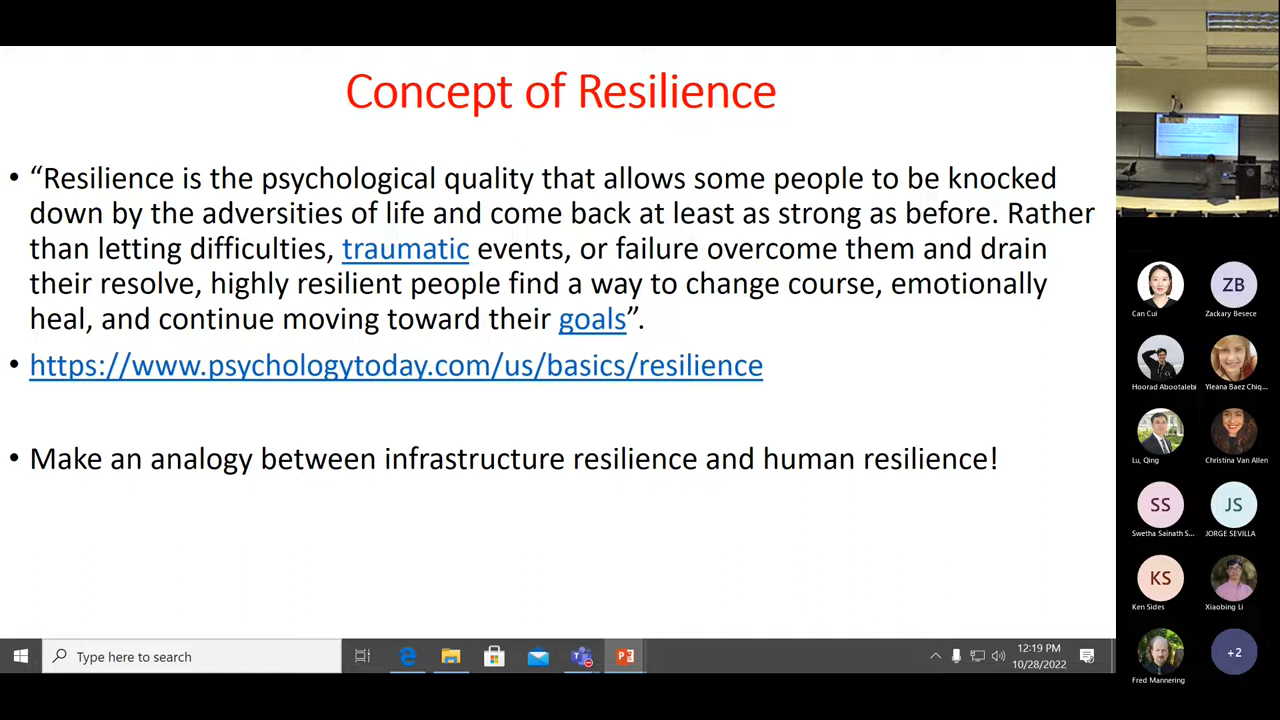 Concept of Resilience
• “Resilience is the psychological quality that allows some people to be knocked
down by the adversities of life and come back at least as strong as before. Rather
than letting difficulties, traumatic events, or failure overcome them and drain
their resolve, highly resilient people find a way to change course, emotionally
heal, and continue moving toward their goals”.
• https://www.psychologytoday.com/us/basics/resilience
• Make an analogy between infrastructure resilience and human resilience!
Type here to search
12:19 PM
10/28/2022
ZB
Can Cui
Zackary Besece
Hoorad Abootalebi
Yleana Baez Chiq...
Lu, Qing
Christina Van Allen
SS
JS
Swetha Sainath S...
JORGE SEVILLA
KS
Ken Sides
Xiaobing Li
+2
Fred Mannering